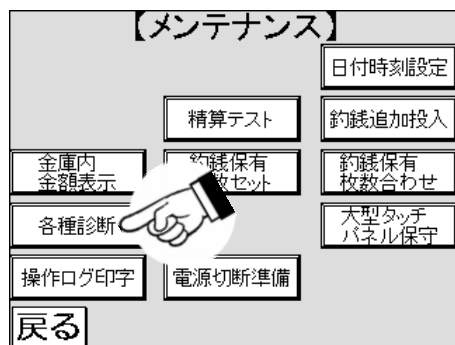 【メンテナンス】
日付時刻設定
精算テスト
釣銭追加投入
金庫内
金額表示
釣銭保有
数セット
釣銭保有
枚数合わせ
各種診断
大型タッチ
パネル保守
操作ログ印字
電源切断準備
戻る